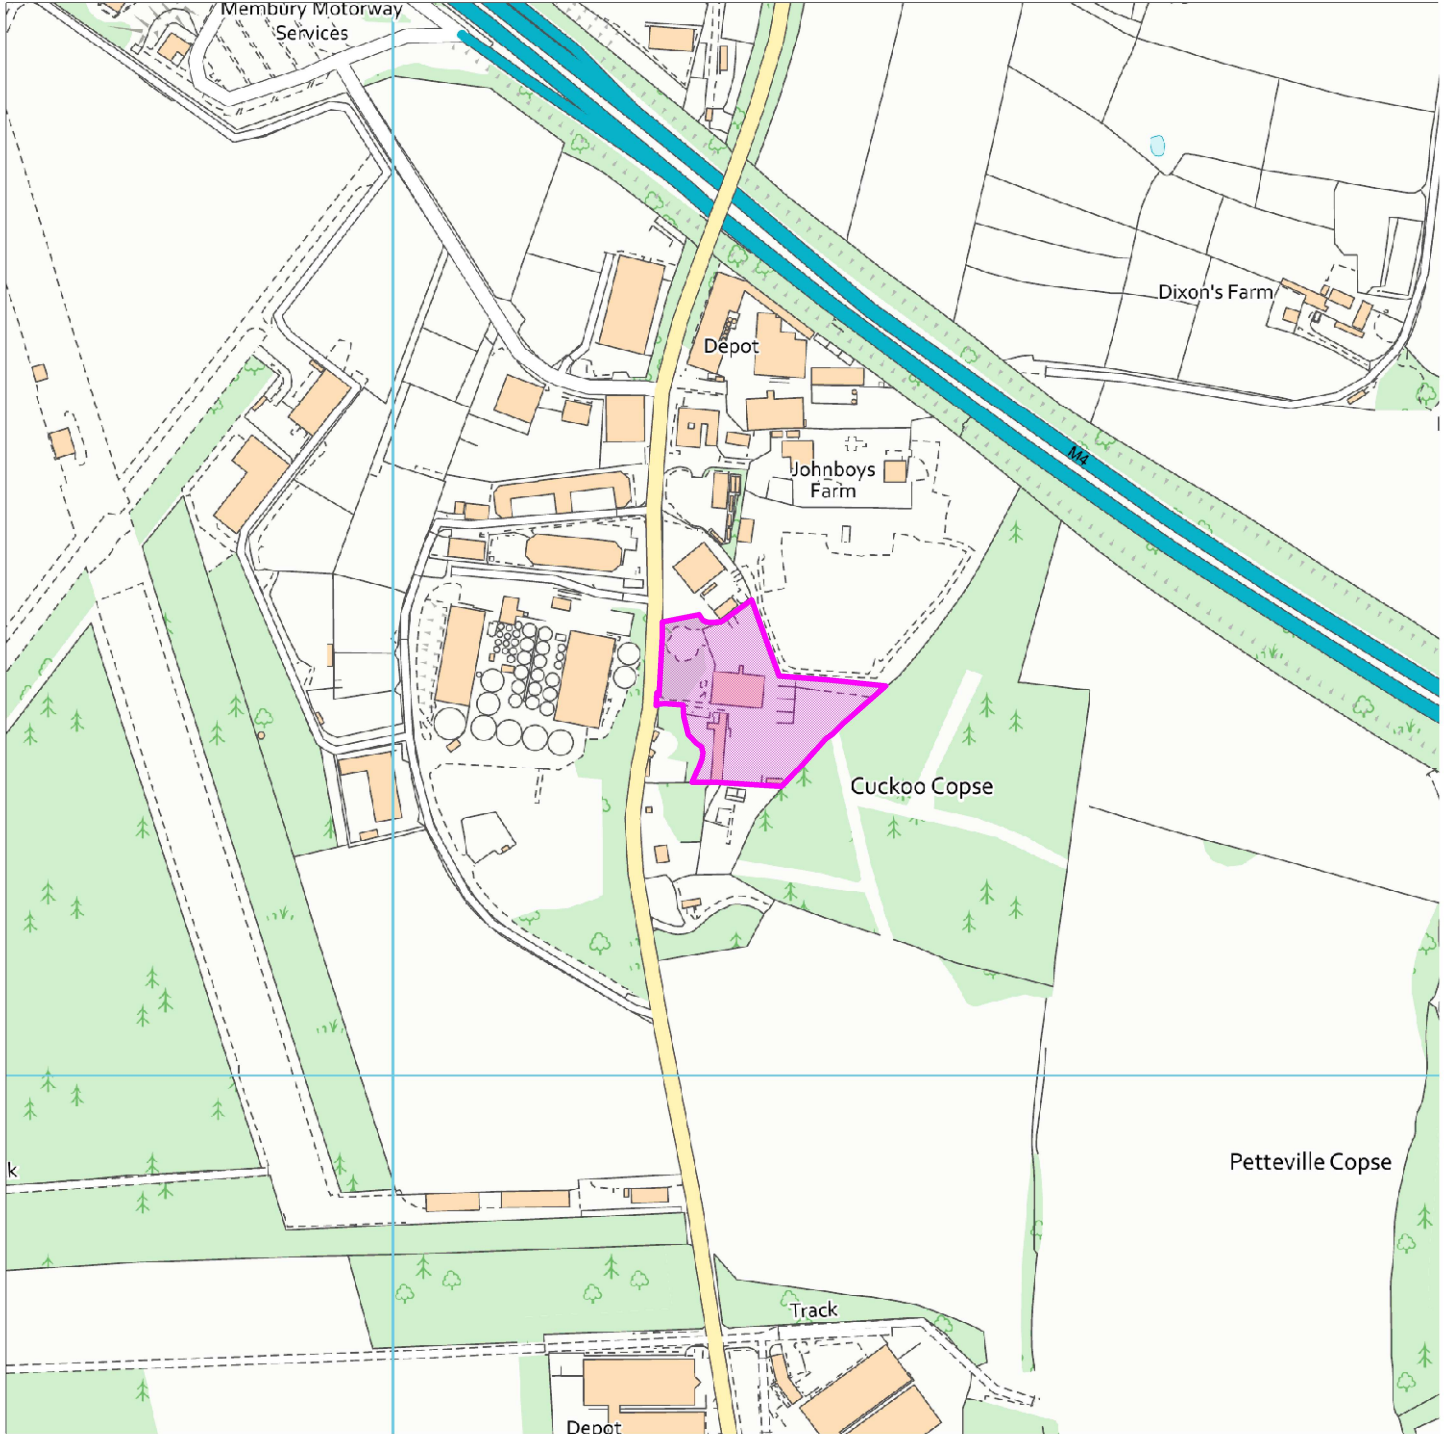 Membury Motorway
Services
Dixon's Farm
Depot
M4
Johnboys
Farm
Cuckoo Copse
k
Petteville Copse
Track
Depot